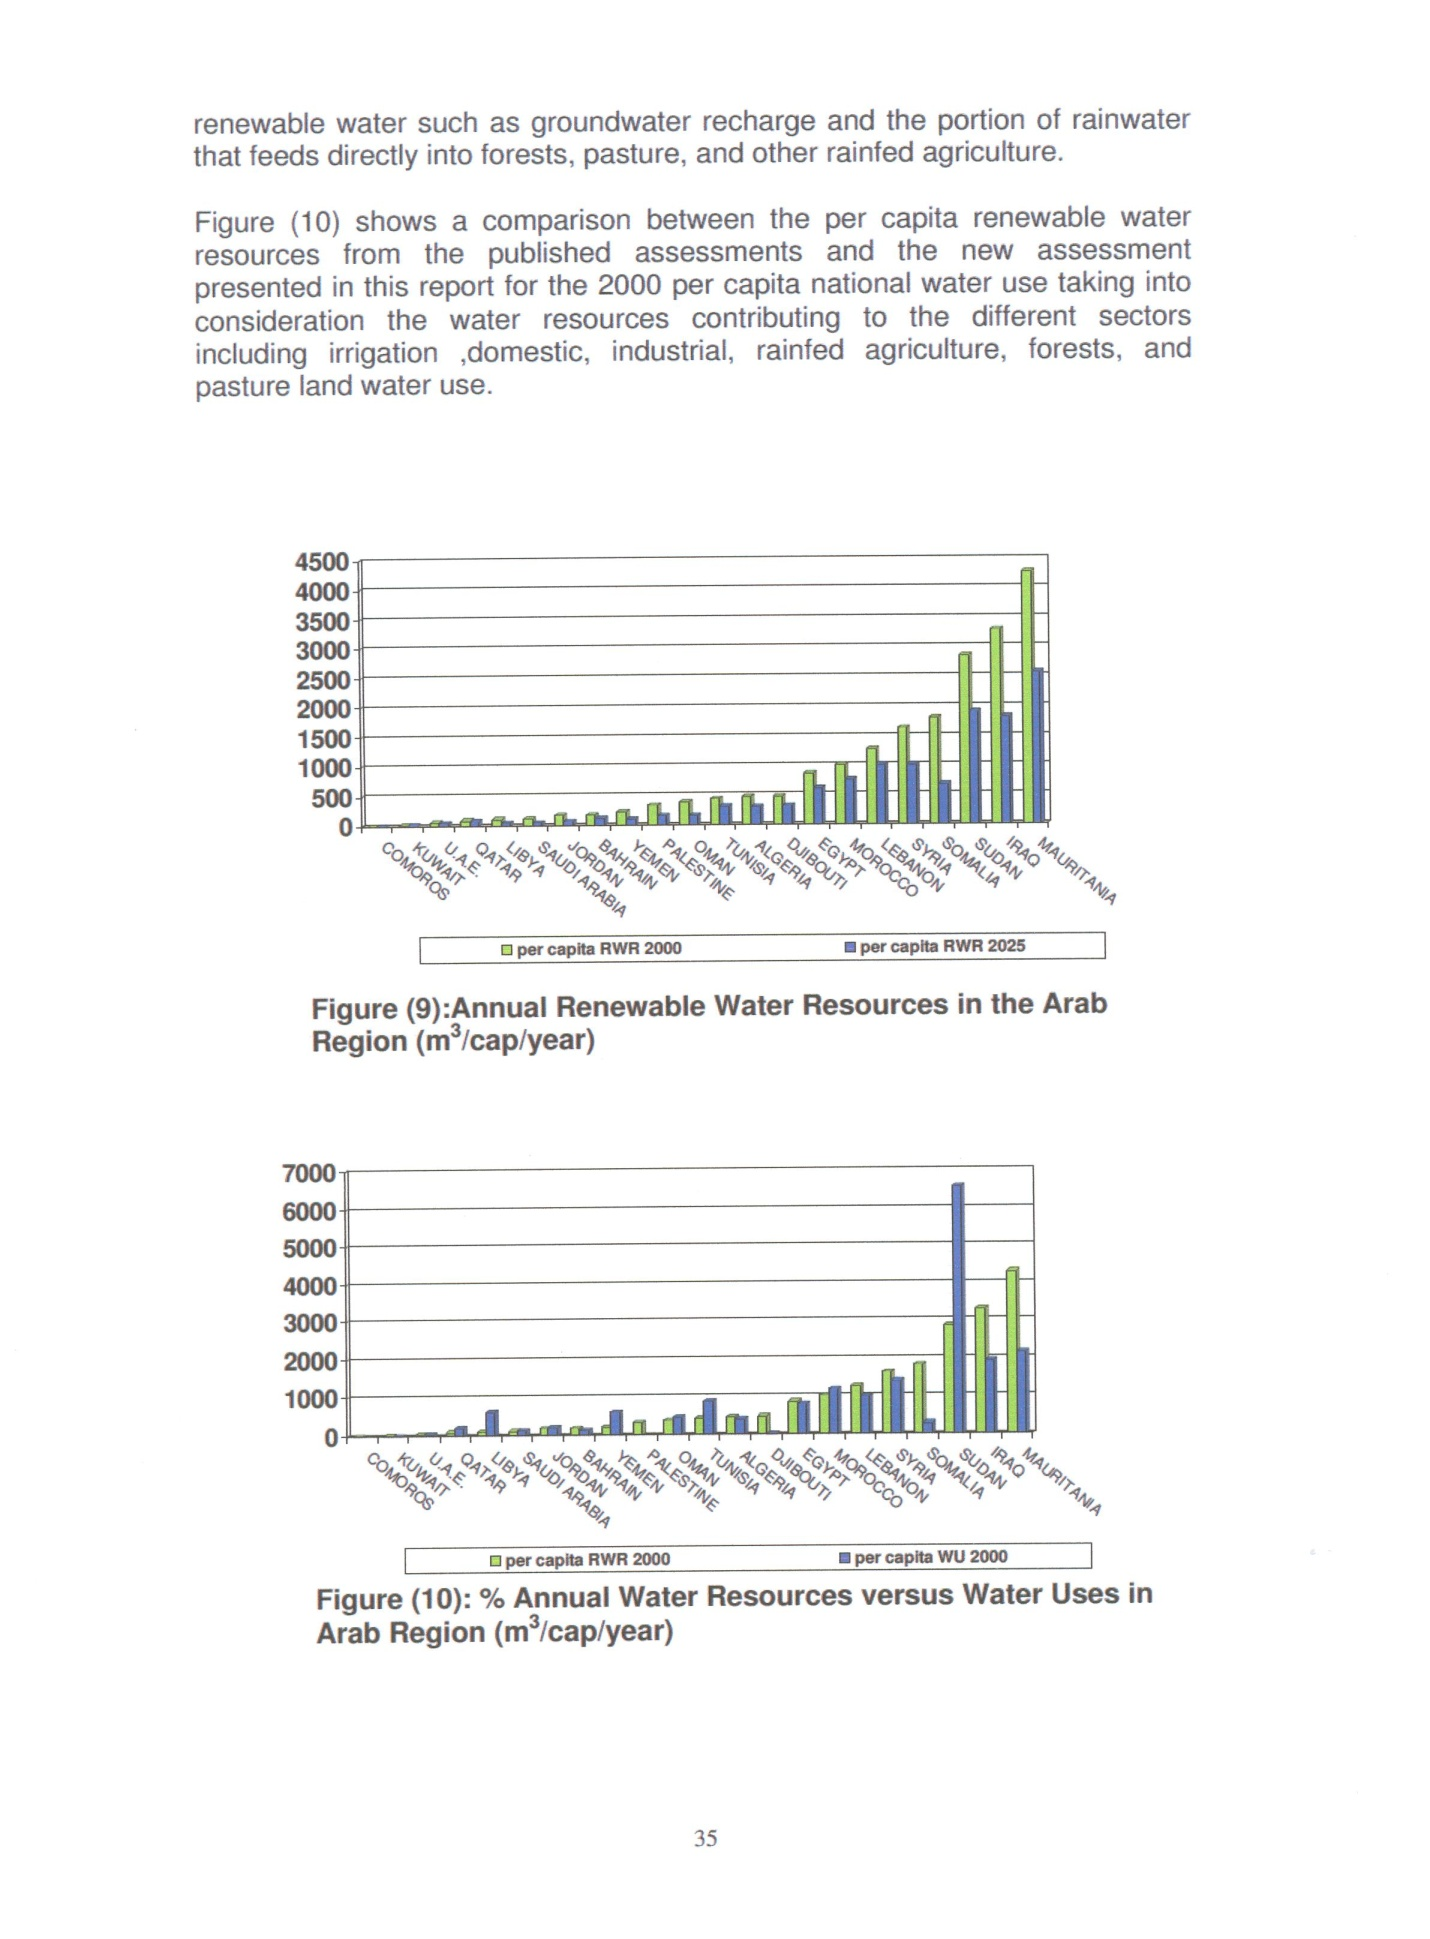 renewable water such as groundwater recharge and the portion of rainwater
that feeds directly into forests, pasture, and other rainfed agriculture.
Figure (10) shows a comparison between the per capita renewable water
resources from the published assessments and the new assessment
presented in this report for the 2000 per capita national water use taking into
consideration the water resources contributing to the different sectors
including irrigation ,domestic, industrial, rainfed agriculture, forests, and
pasture land water use.
4500
4000
3500
3000
2500
2000
1500
1000
500
0
COMOROS
KUWAIT
U.A.E.
QATAR
LIBYA
SAUDI ARABIA
JORDAN
BAHRAIN
YEMEN
PALESTINE
OMAN
TUNISIA
ALGERIA
DJIBOUTI
EGYPT
MOROCCO
LEBANON
SYRIA
SOMALIA
SUDAN
IRAQ
MAURITANIA
per capita RWR 2000
per capita RWR 2025
Figure (9):Annual Renewable Water Resources in the Arab
Region (m³/cap/year)
7000
6000
5000
4000
3000
2000
1000
0
COMOROS
KUWAIT
U.A.E.
QATAR
LIBYA
SAUDI ARABIA
JORDAN
BAHRAIN
YEMEN
PALESTINE
OMAN
TUNISIA
ALGERIA
DJIBOUTI
EGYPT
MOROCCO
LEBANON
SYRIA
SOMALIA
SUDAN
IRAQ
MAURITANIA
per capita RWR 2000
per capita WU 2000
Figure (10): % Annual Water Resources versus Water Uses in
Arab Region (m³/cap/year)
35